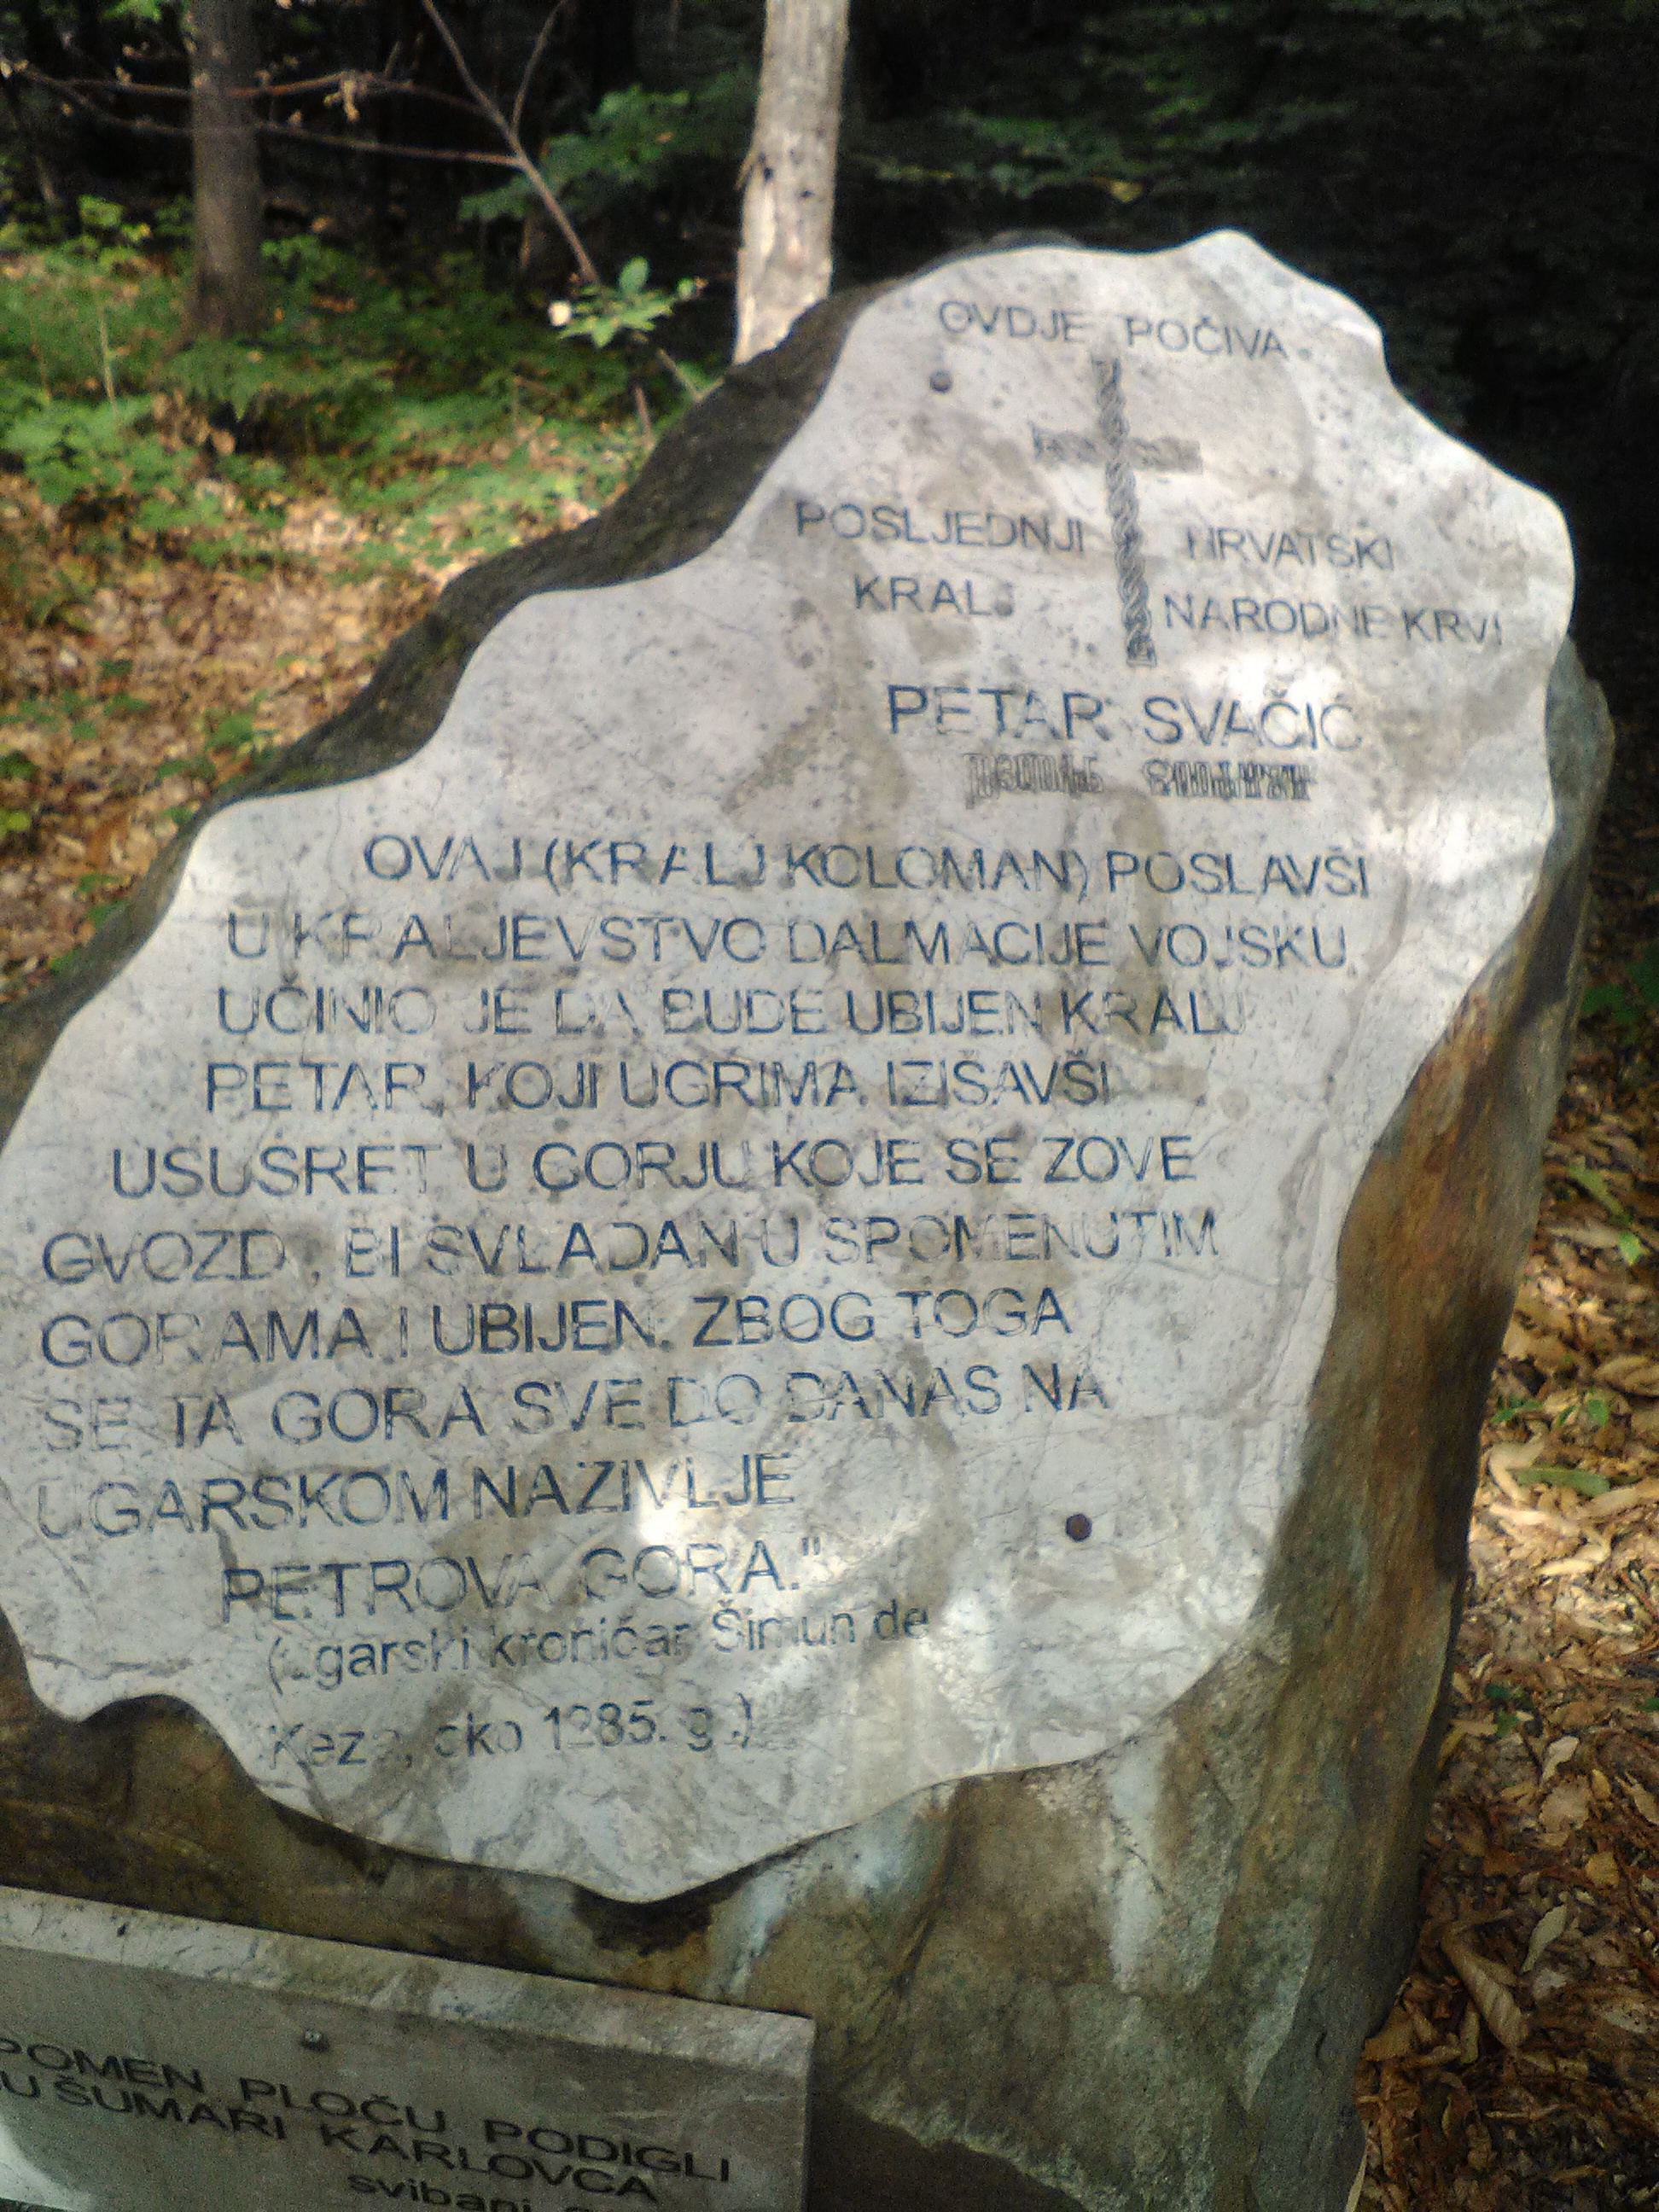 OVDJE POČIVA
POSLJEDNJI HRVATSKI
KRALJ NARODNE KRVI
PETAR SVAČIĆ
OVAJ (KRALJ KOLOMAN) POSLAVŠI
U KRALJEVSTVO DALMACIJE VOJSKU
UČINIO JE DA BUDE UBIJEN KRALJ
PETAR, KOJI UGRIMA IZIŠAVŠI
USUSRET U GORJU KOJE SE ZOVE
GVOZD, BI SVLADAN U SPOMENUTIM
GORAMA I UBIJEN. ZBOG TOGA
SE TA GORA SVE DO DANAS NA
UGARSKOM NAZIVLJE
PETROVA GORA."
(ugarski kroničar Šimun de
Keza, oko 1285. g.)
POMEN PLOČU PODIGLI
U ŠUMARI KARLOVCA
svibanj